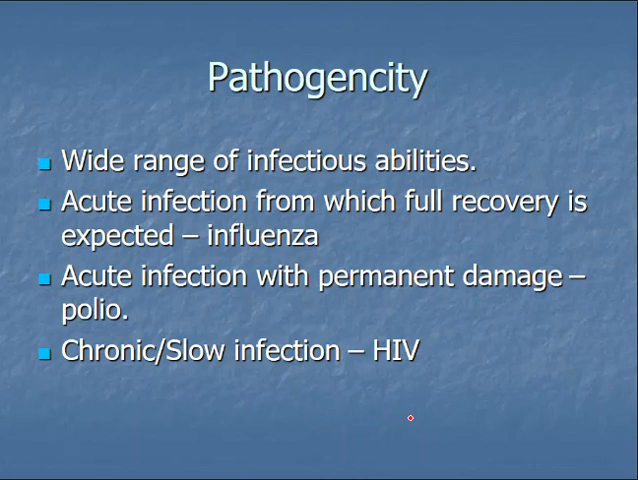 Pathogencity
Wide range of infectious abilities.
Acute infection from which full recovery is
expected – influenza
Acute infection with permanent damage –
polio.
Chronic/Slow infection – HIV